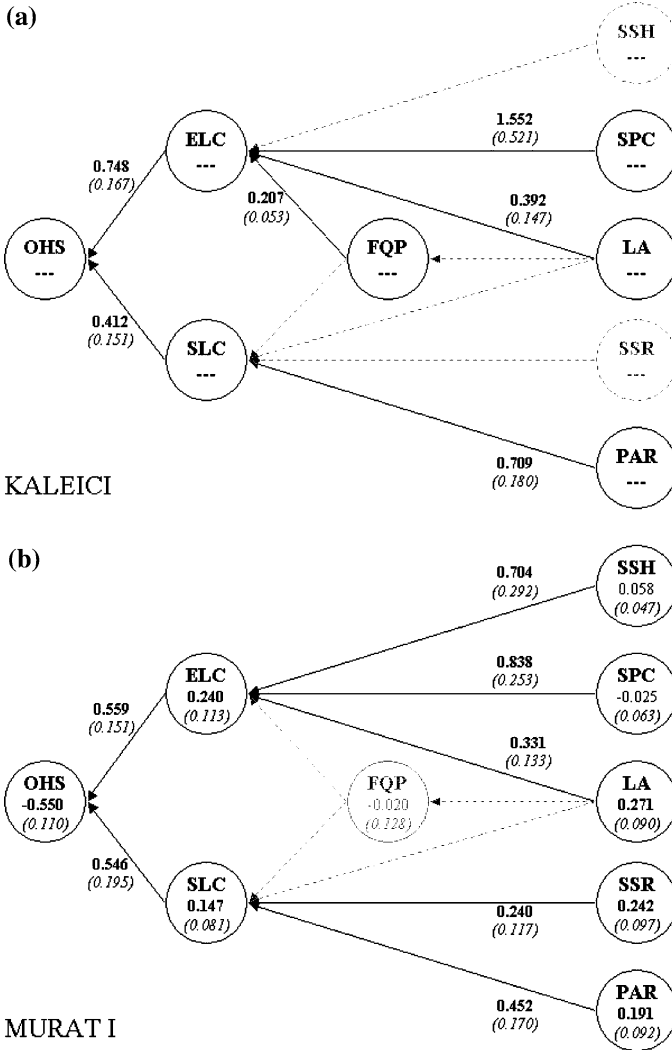 (a)
SSH
---
ELC
---
1.552
(0.521)
SPC
---
0.748
(0.167)
0.207
(0.053)
0.392
(0.147)
OHS
---
FQP
---
LA
---
0.412
(0.151)
SLC
---
SSR
---
0.709
(0.180)
PAR
---
KALEICI
(b)
0.704
(0.292)
SSH
0.058
(0.047)
ELC
0.240
(0.113)
0.838
(0.253)
SPC
-0.025
(0.063)
0.559
(0.151)
0.331
(0.133)
OHS
-0.550
(0.110)
FQP
-0.020
(0.128)
LA
0.271
(0.090)
0.546
(0.195)
SLC
0.147
(0.081)
0.240
(0.117)
SSR
0.242
(0.097)
0.452
(0.170)
PAR
0.191
(0.092)
MURAT I